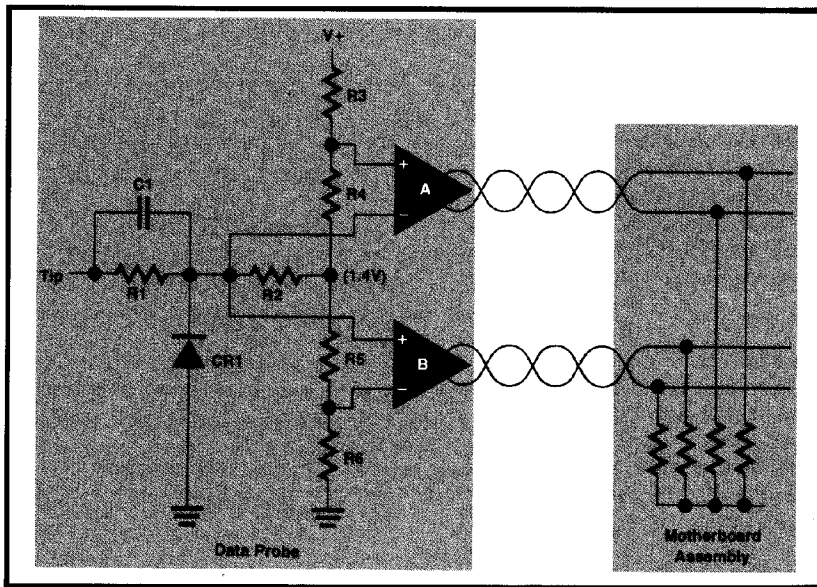 V+
R3
C1
+
A
R4
−
Tip
R1
R2
(1.4V)
+
R5
B
CR1
−
R6
Data Probe
Motherboard
Assembly